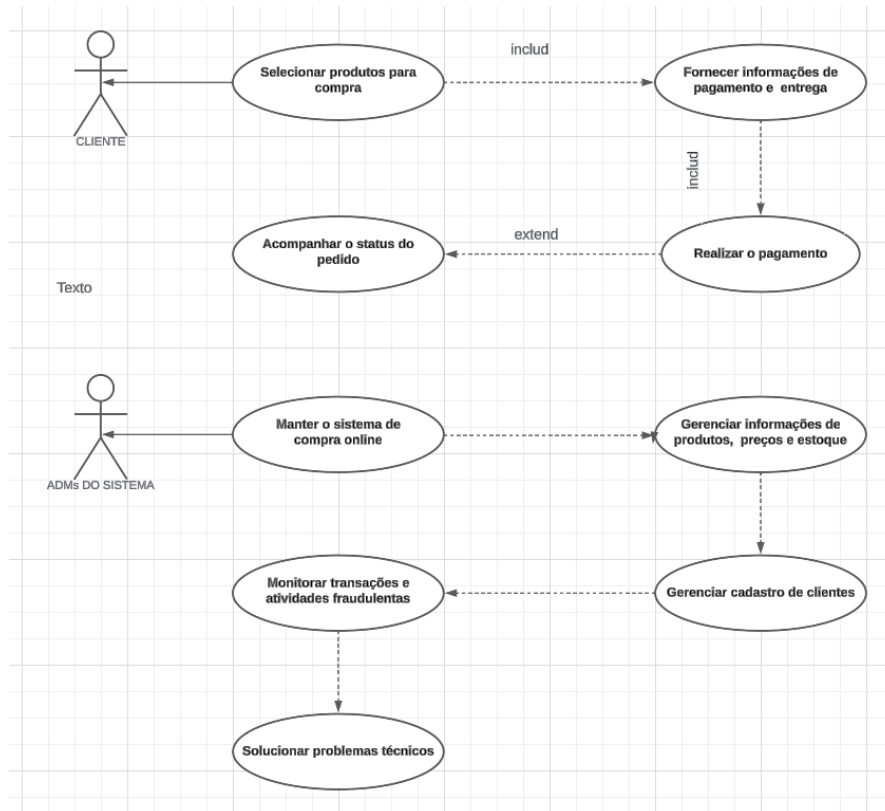 Selecionar produtos para
compra
includ
Fornecer informações de
pagamento e entrega
CLIENTE
includ
Acompanhar o status do
pedido
extend
Realizar o pagamento
Texto
Manter o sistema de
compra online
Gerenciar informações de
produtos, preços e estoque
ADMs DO SISTEMA
Monitorar transações e
atividades fraudulentas
Gerenciar cadastro de clientes
Solucionar problemas técnicos